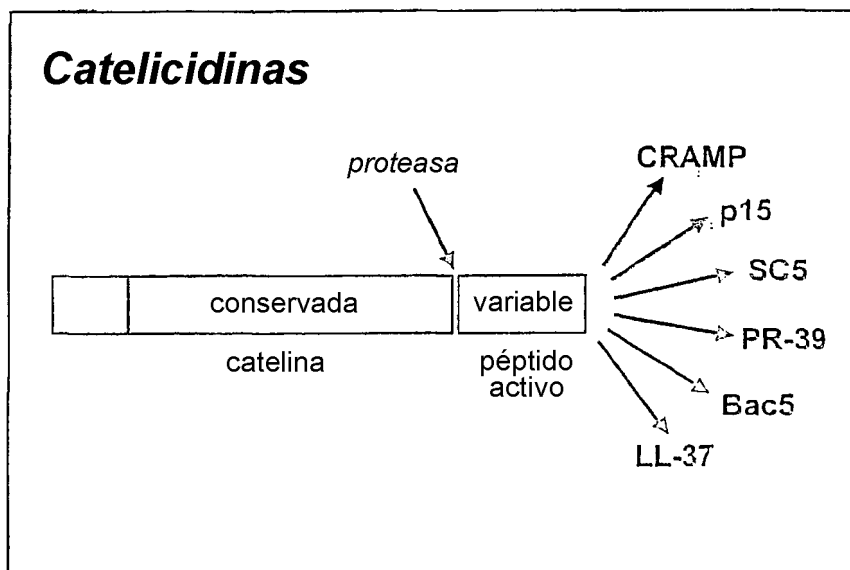 Catelicidinas
proteasa
CRAMP
p15
SC5
PR-39
Bac5
LL-37
conservada
variable
catelina
péptido
activo